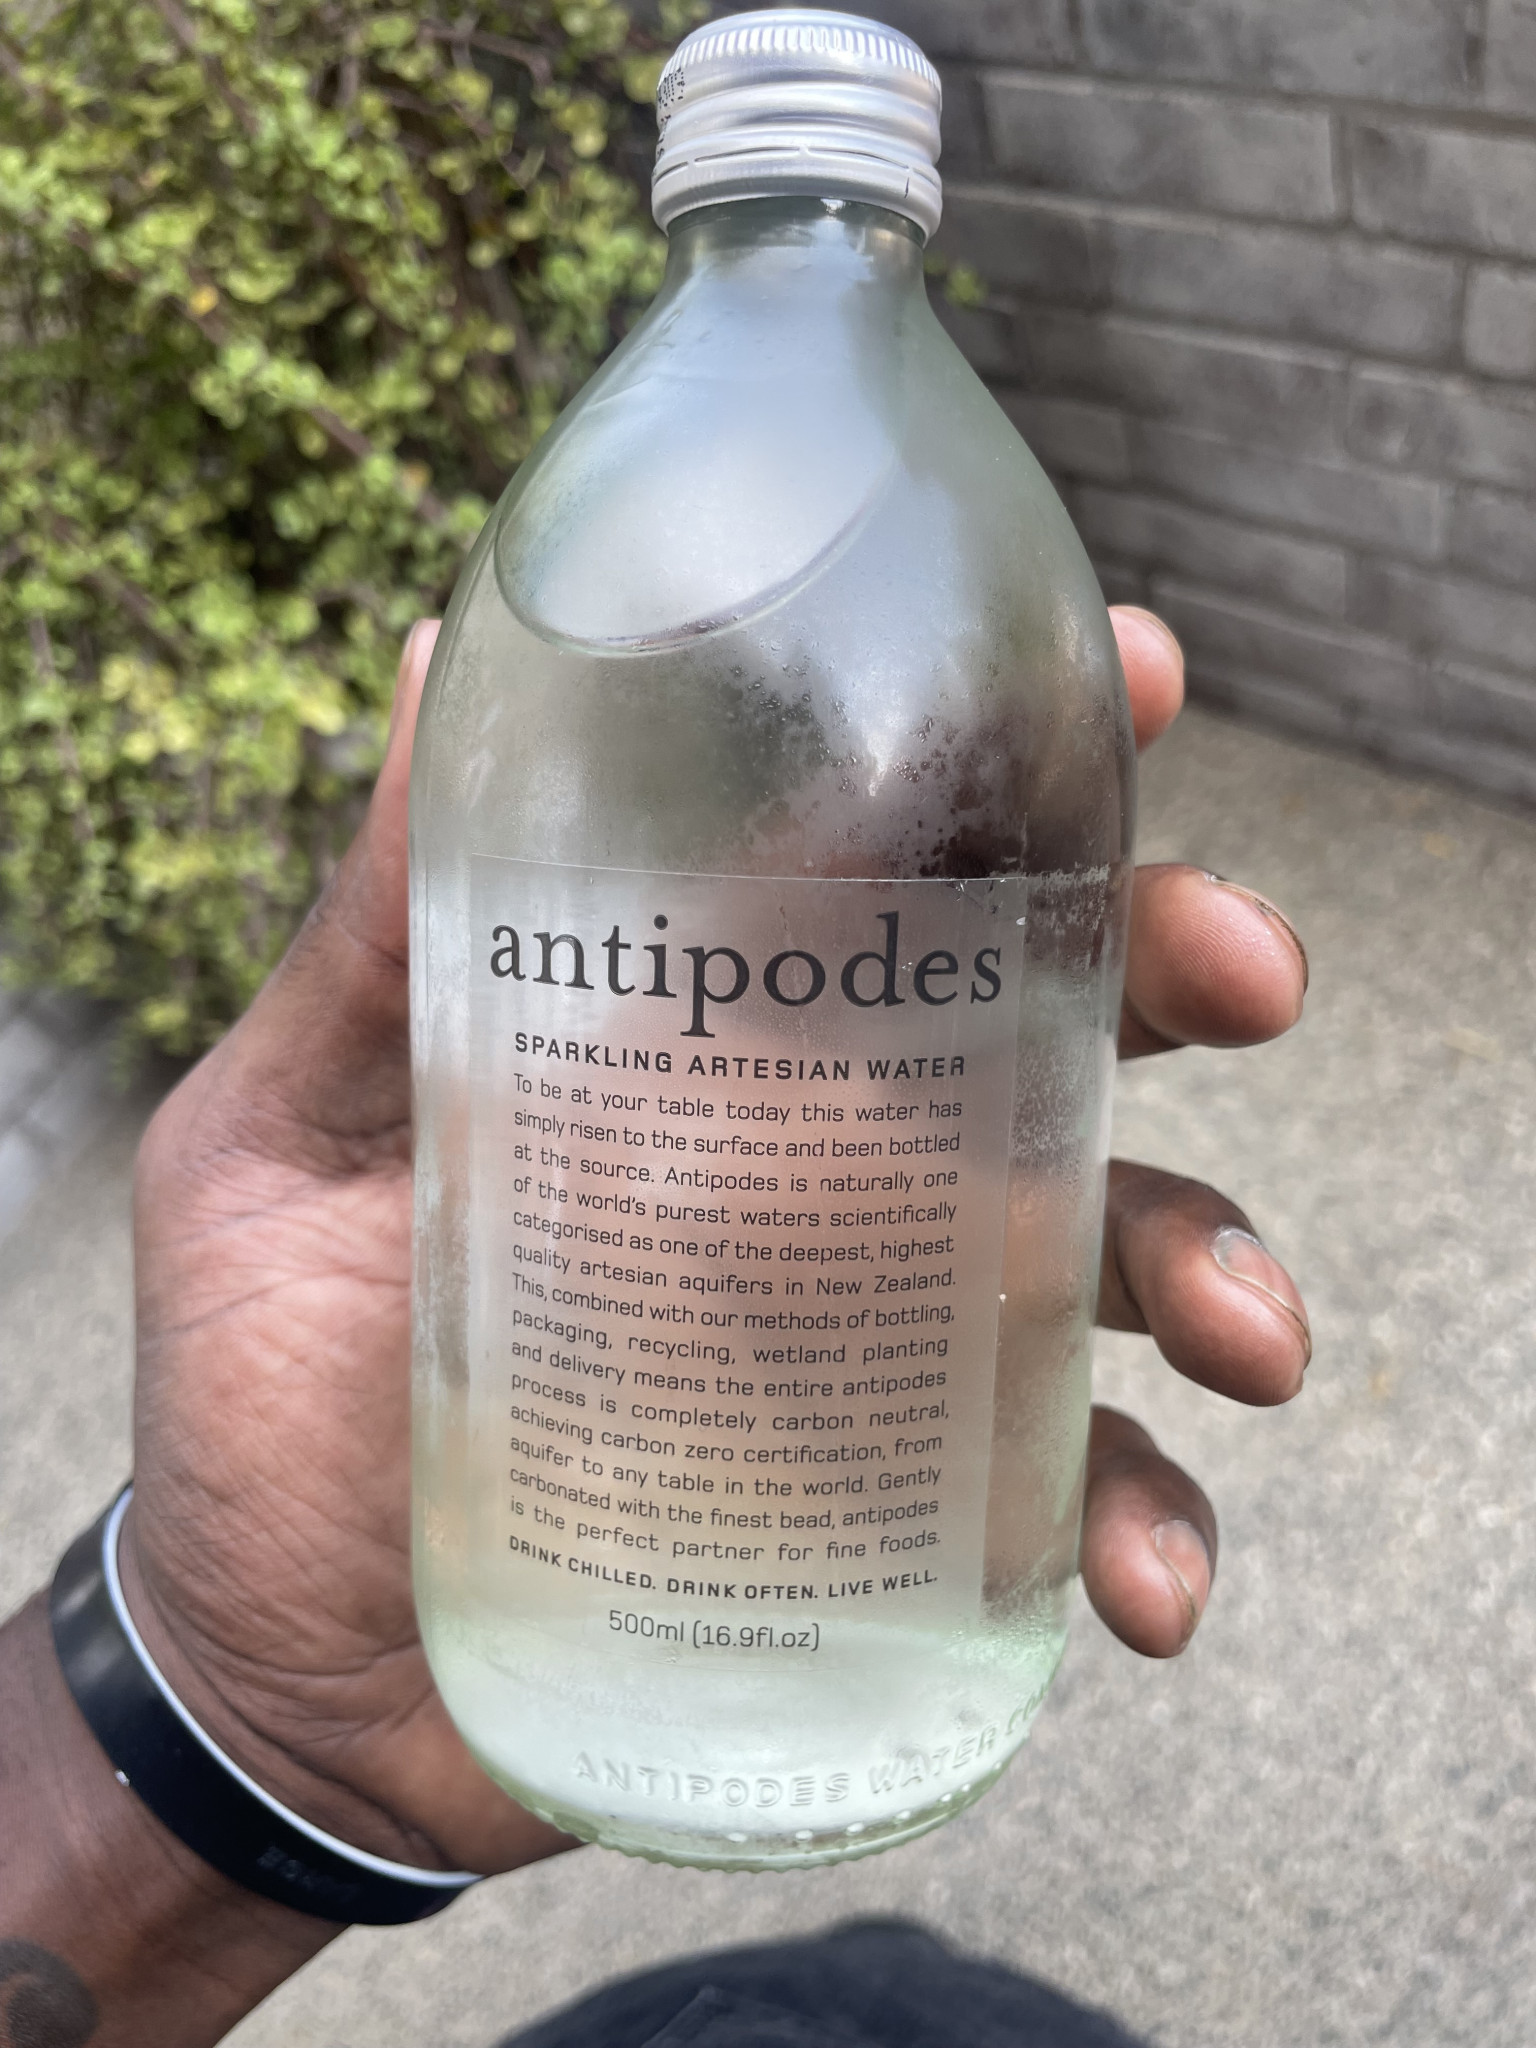 antipodes
SPARKLING ARTESIAN WATER
To be at your table today this water has
simply risen to the surface and been bottled
at the source. Antipodes is naturally one
of the world's purest waters scientifically
categorised as one of the deepest, highest
quality artesian aquifers in New Zealand.
This, combined with our methods of bottling,
packaging, recycling, wetland planting
and delivery means the entire antipodes
process is completely carbon neutral,
achieving carbon zero certification, from
aquifer to any table in the world. Gently
carbonated with the finest bead, antipodes
is the perfect partner for fine foods.
DRINK CHILLED. DRINK OFTEN. LIVE WELL.
500ml (16.9fl.oz)
ANTIPODES WATER